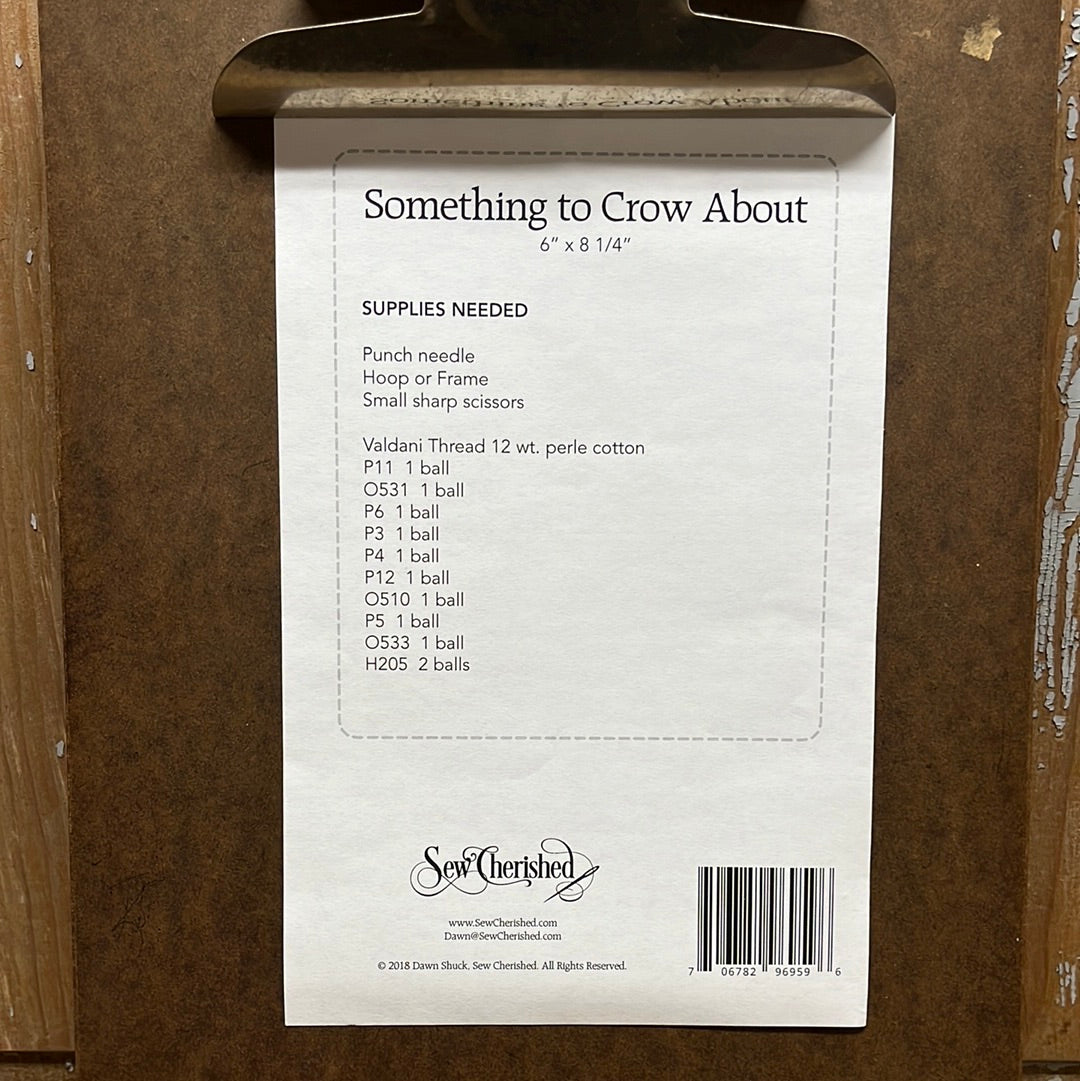 Something to Crow About
6” x 8 1/4”
SUPPLIES NEEDED
Punch needle
Hoop or Frame
Small sharp scissors
Valdani Thread 12 wt. perle cotton
P11 1 ball
O531 1 ball
P6 1 ball
P3 1 ball
P4 1 ball
P12 1 ball
O510 1 ball
P5 1 ball
O533 1 ball
H205 2 balls
Sew Cherished
www.SewCherished.com
Dawn@SewCherished.com
© 2018 Dawn Shuck, Sew Cherished. All Rights Reserved.
7 06782 96959 6